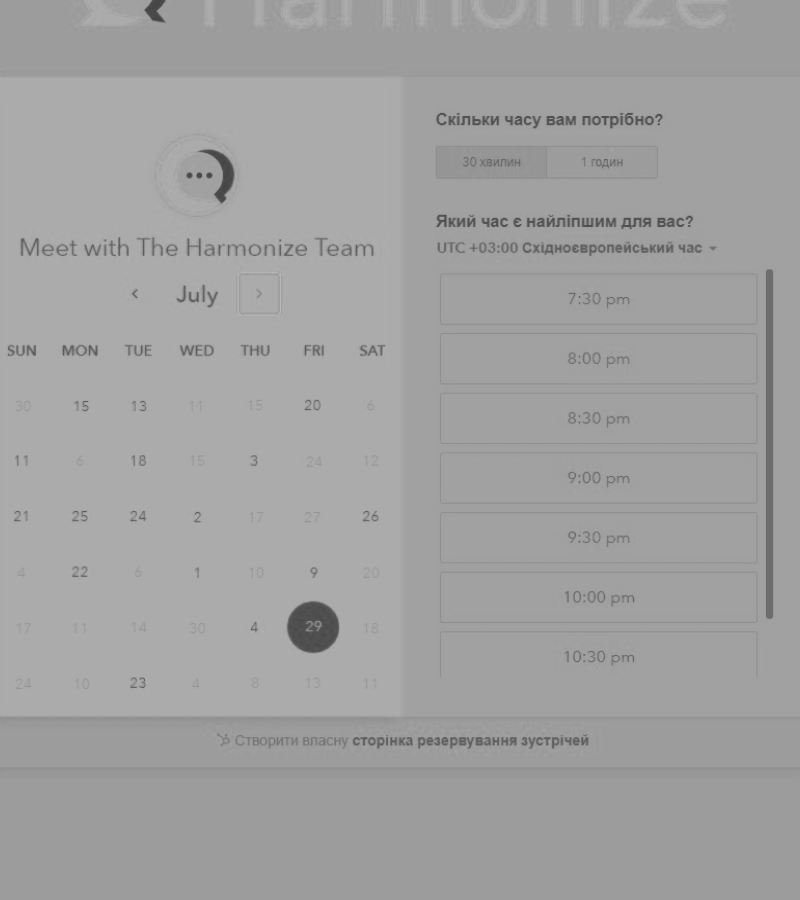 Harmonize
Meet with The Harmonize Team
July
SUN MON TUE WED THU FRI SAT
30 15 13 11 15 20 6
11 6 18 15 3 24 12
21 25 24 2 17 27 26
4 22 6 1 10 9 20
17 11 14 30 4 29 18
24 10 23 4 8 13 11
Скільки часу вам потрібно?
30 хвилин 1 годин
Який час є найліпшим для вас?
UTC +03:00 Східноєвропейський час
7:30 pm
8:00 pm
8:30 pm
9:00 pm
9:30 pm
10:00 pm
10:30 pm
Створити власну сторінка резервування зустрічей